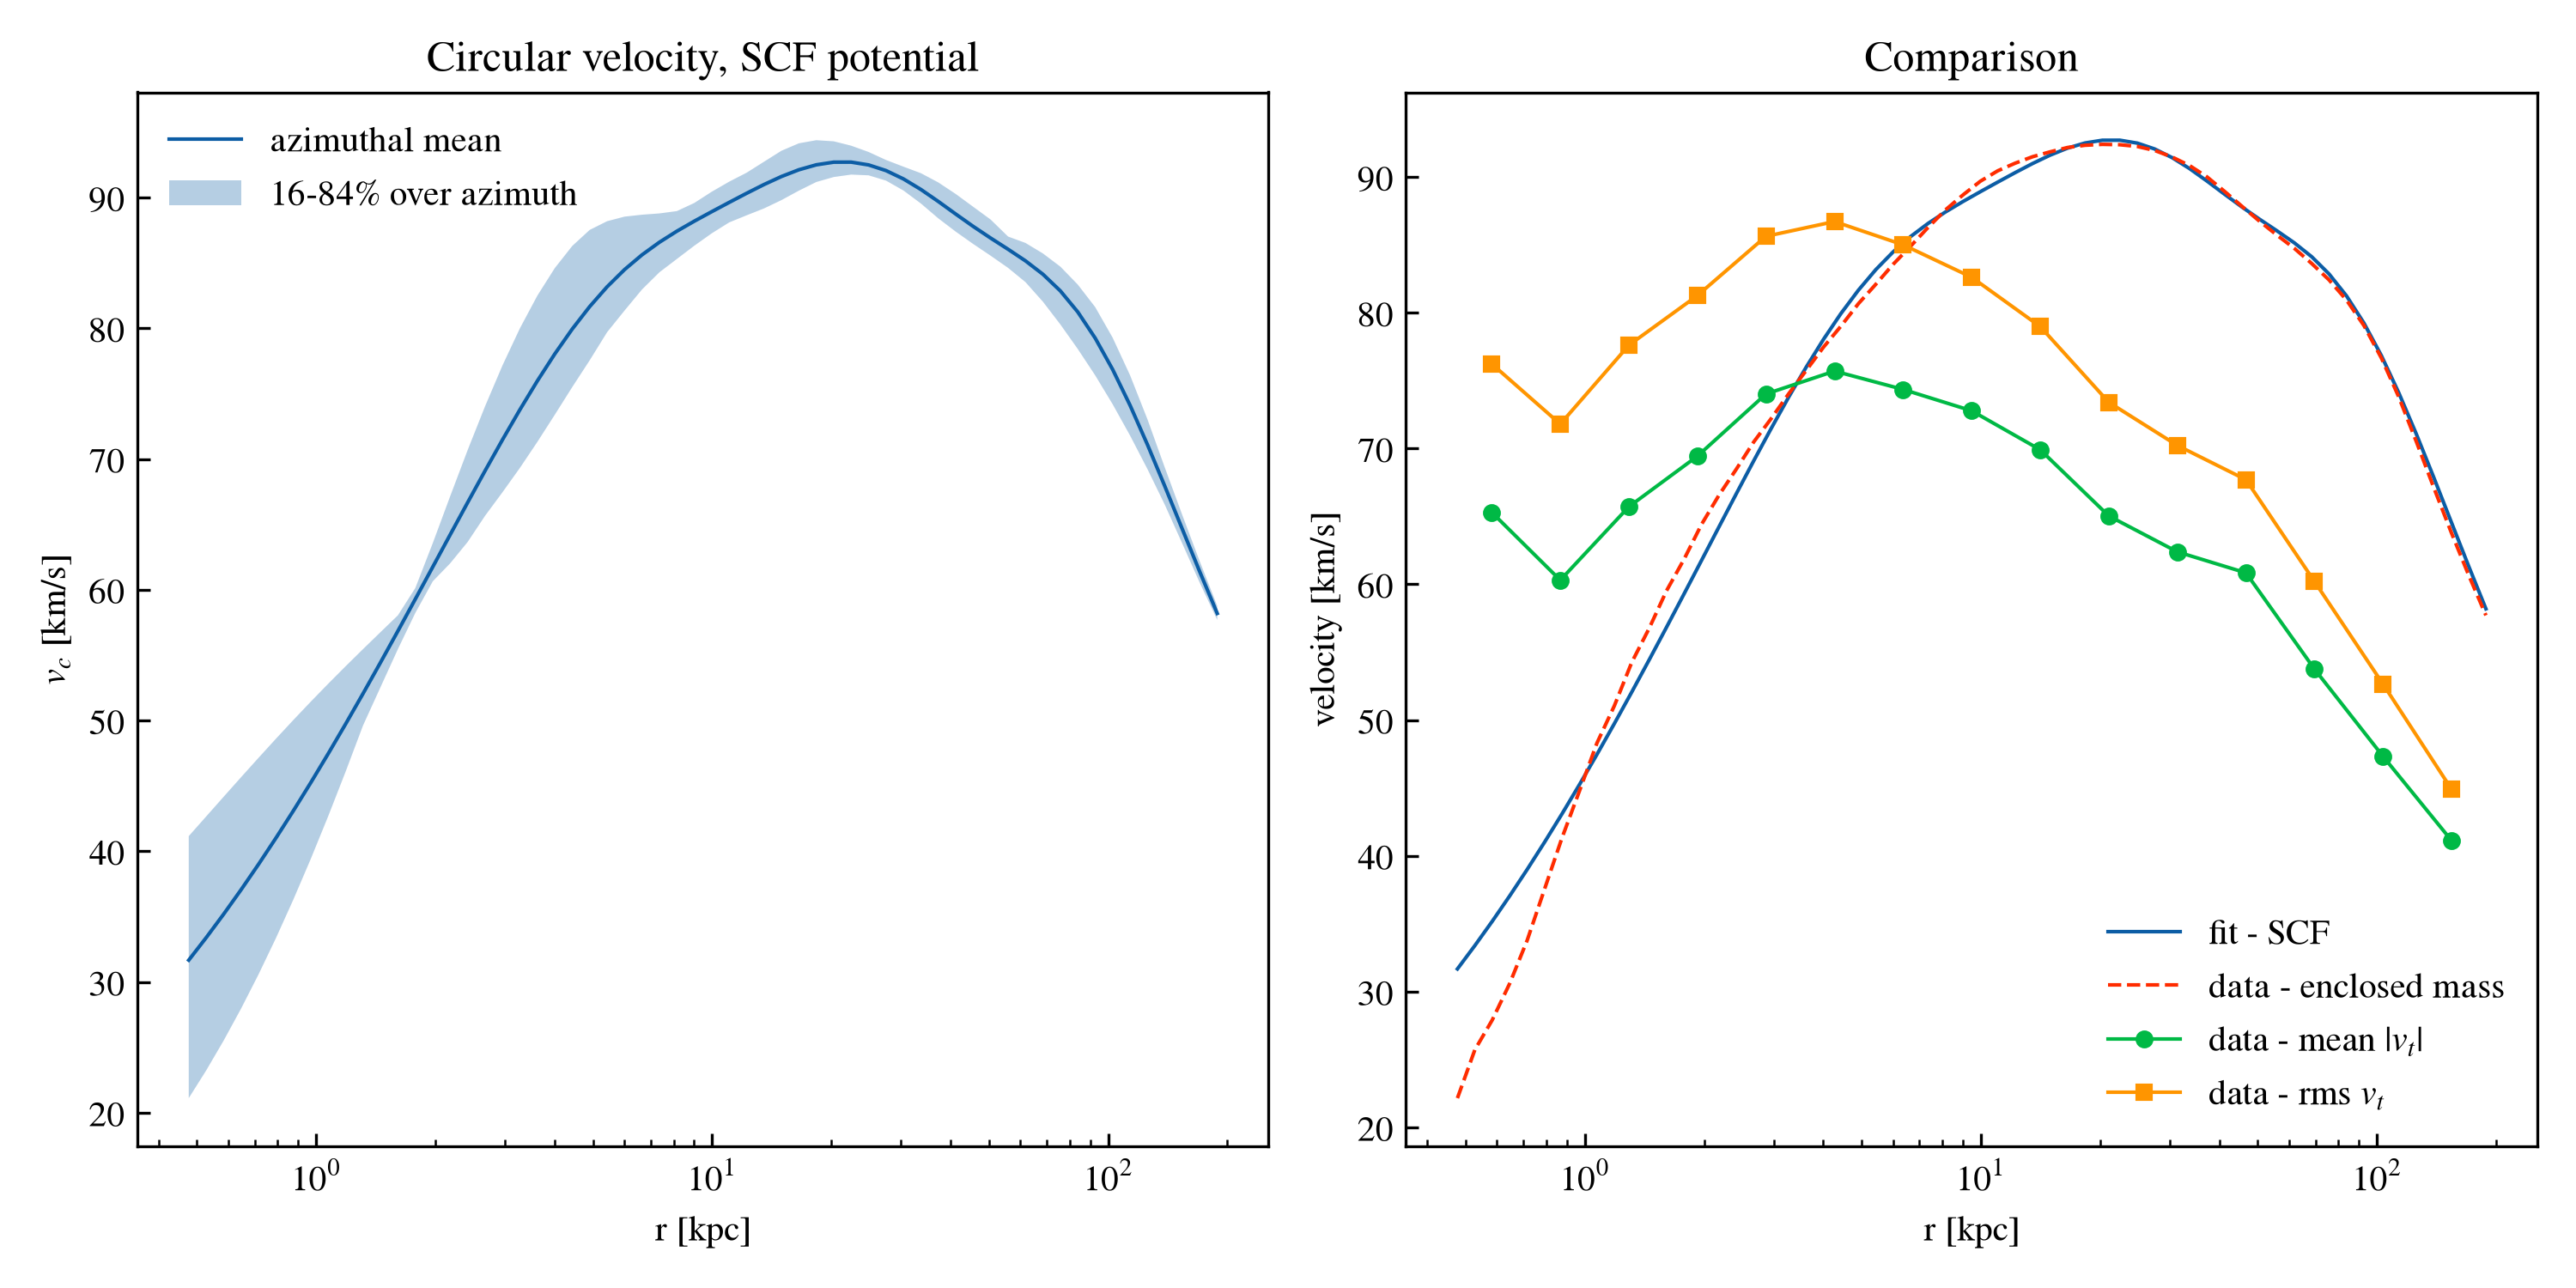 Circular velocity, SCF potential
azimuthal mean
16-84% over azimuth
90
80
70
60
50
40
30
20
v_c [km/s]
10^0
10^1
10^2
r [kpc]
Comparison
90
80
70
60
50
40
30
20
velocity [km/s]
fit - SCF
data - enclosed mass
data - mean |v_t|
data - rms v_t
10^0
10^1
10^2
r [kpc]